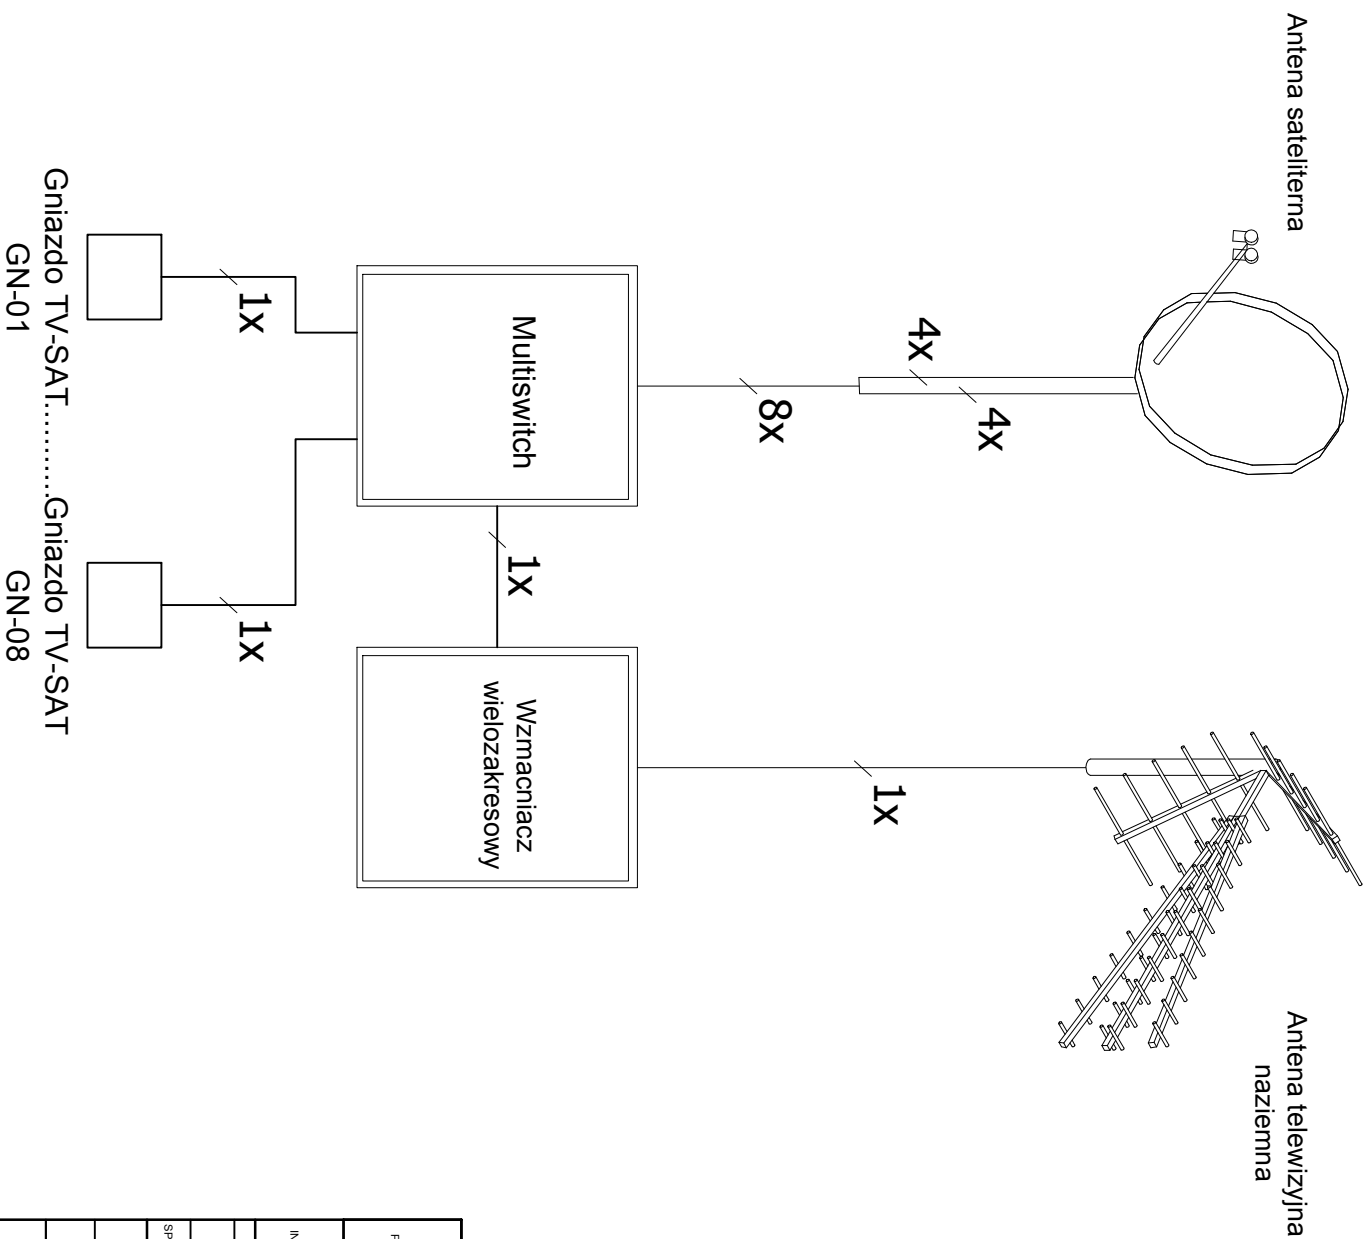 Antena sateliterna
Antena telewizyjna
naziemna
4x
4x
8x
1x
Multiswitch
1x
Wzmacniacz
wielozakresowy
1x
1x
Gniazdo TV-SAT..........Gniazdo TV-SAT
GN-01
GN-08